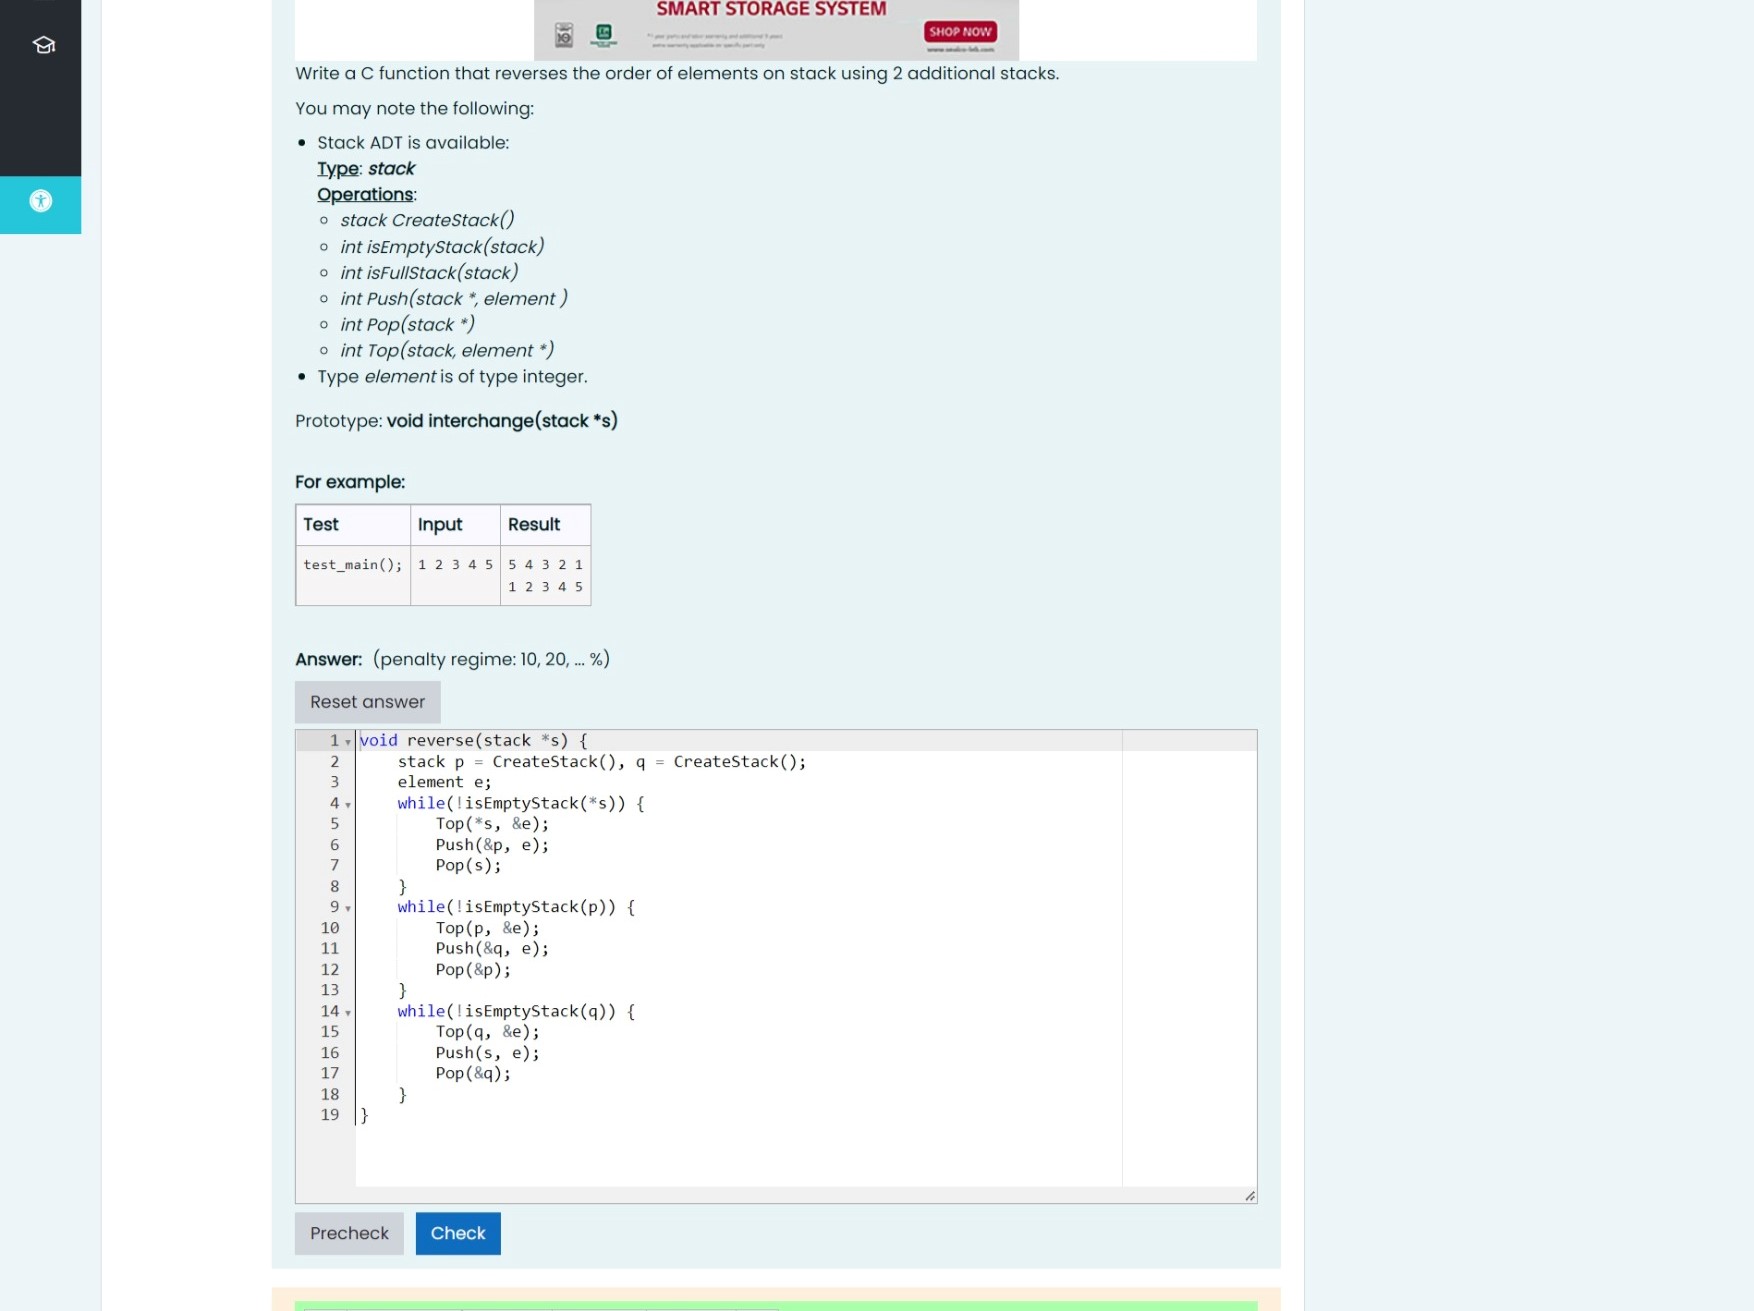 SMART STORAGE SYSTEM
SHOP NOW
Write a C function that reverses the order of elements on stack using 2 additional stacks.
You may note the following:
• Stack ADT is available:
Type: stack
Operations:
◦ stack CreateStack()
◦ int isEmptyStack(stack)
◦ int isFullStack(stack)
◦ int Push(stack *, element )
◦ int Pop(stack *)
◦ int Top(stack, element *)
• Type element is of type integer.
Prototype: void interchange(stack *s)
For example:
Test Input Result
test_main(); 1 2 3 4 5 5 4 3 2 1
1 2 3 4 5
Answer: (penalty regime: 10, 20, ... %)
Reset answer
1 void reverse(stack *s) {
2     stack p = CreateStack(), q = CreateStack();
3     element e;
4     while(!isEmptyStack(*s)) {
5         Top(*s, &e);
6         Push(&p, e);
7         Pop(s);
8     }
9     while(!isEmptyStack(p)) {
10         Top(p, &e);
11         Push(&q, e);
12         Pop(&p);
13     }
14     while(!isEmptyStack(q)) {
15         Top(q, &e);
16         Push(s, e);
17         Pop(&q);
18     }
19 }
Precheck Check